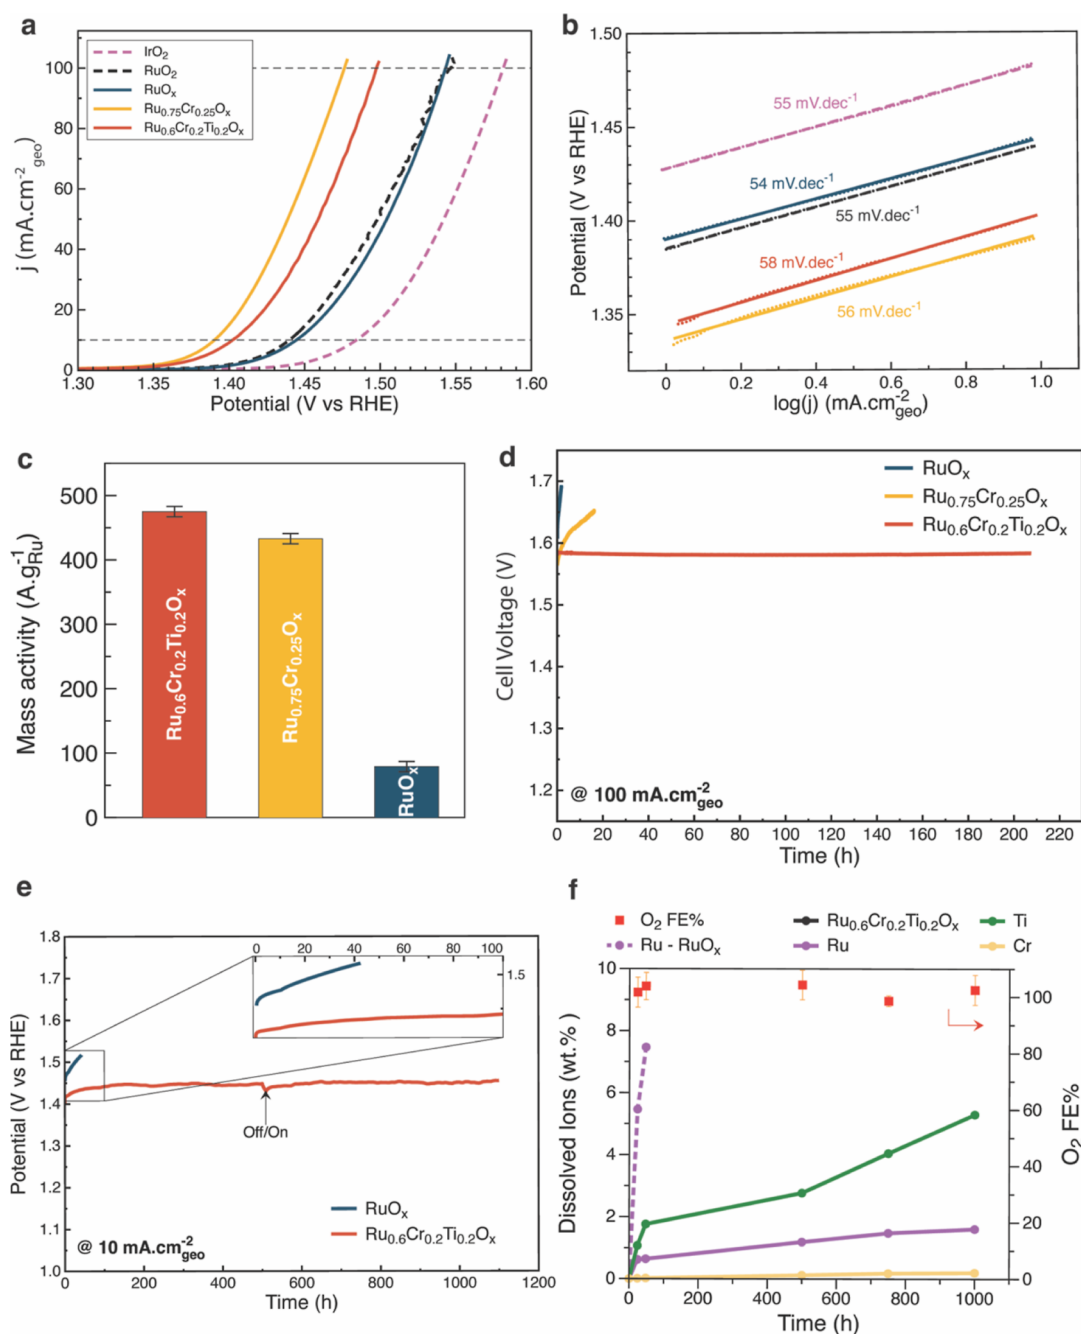 a
IrO₂
RuO₂
RuOₓ
Ru₀.₇₅Cr₀.₂₅Oₓ
Ru₀.₆Cr₀.₂Ti₀.₂Oₓ
j (mA.cm⁻²geo)
100
80
60
40
20
0
1.30 1.35 1.40 1.45 1.50 1.55 1.60
Potential (V vs RHE)
b
1.50
1.45
1.40
1.35
Potential (V vs RHE)
55 mV.dec⁻¹
54 mV.dec⁻¹
55 mV.dec⁻¹
58 mV.dec⁻¹
56 mV.dec⁻¹
0 0.2 0.4 0.6 0.8 1.0
log(j) (mA.cm⁻²geo)
c
500
400
300
200
100
0
Mass activity (A.g⁻¹Ru)
Ru₀.₆Cr₀.₂Ti₀.₂Oₓ
Ru₀.₇₅Cr₀.₂₅Oₓ
RuOₓ
d
RuOₓ
Ru₀.₇₅Cr₀.₂₅Oₓ
Ru₀.₆Cr₀.₂Ti₀.₂Oₓ
1.7
1.6
1.5
1.4
1.3
1.2
Cell Voltage (V)
@ 100 mA.cm⁻²geo
0 20 40 60 80 100 120 140 160 180 200 220
Time (h)
e
1.8
1.7
1.6
1.5
1.4
1.3
1.2
1.1
1.0
Potential (V vs RHE)
0 20 40 60 80 100
1.5
Off/On
RuOₓ
Ru₀.₆Cr₀.₂Ti₀.₂Oₓ
@ 10 mA.cm⁻²geo
0 200 400 600 800 1000 1200
Time (h)
f
O₂ FE%
Ru₀.₆Cr₀.₂Ti₀.₂Oₓ
Ti
Ru - RuOₓ
Ru
Cr
10
8
6
4
2
0
Dissolved Ions (wt.%)
100
80
60
40
20
0
O₂ FE%
0 200 400 600 800 1000
Time (h)